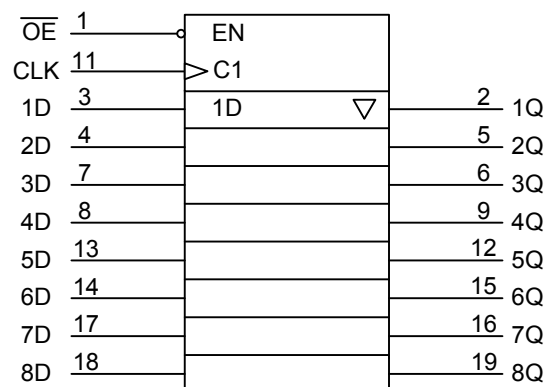 O̅E̅ 1 EN
CLK 11 C1
1D 3 1D 2 1Q
2D 4 5 2Q
3D 7 6 3Q
4D 8 9 4Q
5D 13 12 5Q
6D 14 15 6Q
7D 17 16 7Q
8D 18 19 8Q